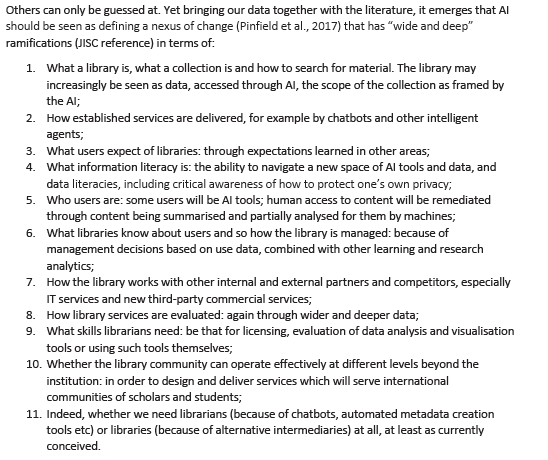 Others can only be guessed at. Yet bringing our data together with the literature, it emerges that AI
should be seen as defining a nexus of change (Pinfield et al., 2017) that has “wide and deep”
ramifications (JISC reference) in terms of:
1. What a library is, what a collection is and how to search for material. The library may
increasingly be seen as data, accessed through AI, the scope of the collection as framed by
the AI;
2. How established services are delivered, for example by chatbots and other intelligent
agents;
3. What users expect of libraries: through expectations learned in other areas;
4. What information literacy is: the ability to navigate a new space of AI tools and data, and
data literacies, including critical awareness of how to protect one’s own privacy;
5. Who users are: some users will be AI tools; human access to content will be remediated
through content being summarised and partially analysed for them by machines;
6. What libraries know about users and so how the library is managed: because of
management decisions based on use data, combined with other learning and research
analytics;
7. How the library works with other internal and external partners and competitors, especially
IT services and new third-party commercial services;
8. How library services are evaluated: again through wider and deeper data;
9. What skills librarians need: be that for licensing, evaluation of data analysis and visualisation
tools or using such tools themselves;
10. Whether the library community can operate effectively at different levels beyond the
institution: in order to design and deliver services which will serve international
communities of scholars and students;
11. Indeed, whether we need librarians (because of chatbots, automated metadata creation
tools etc) or libraries (because of alternative intermediaries) at all, at least as currently
conceived.